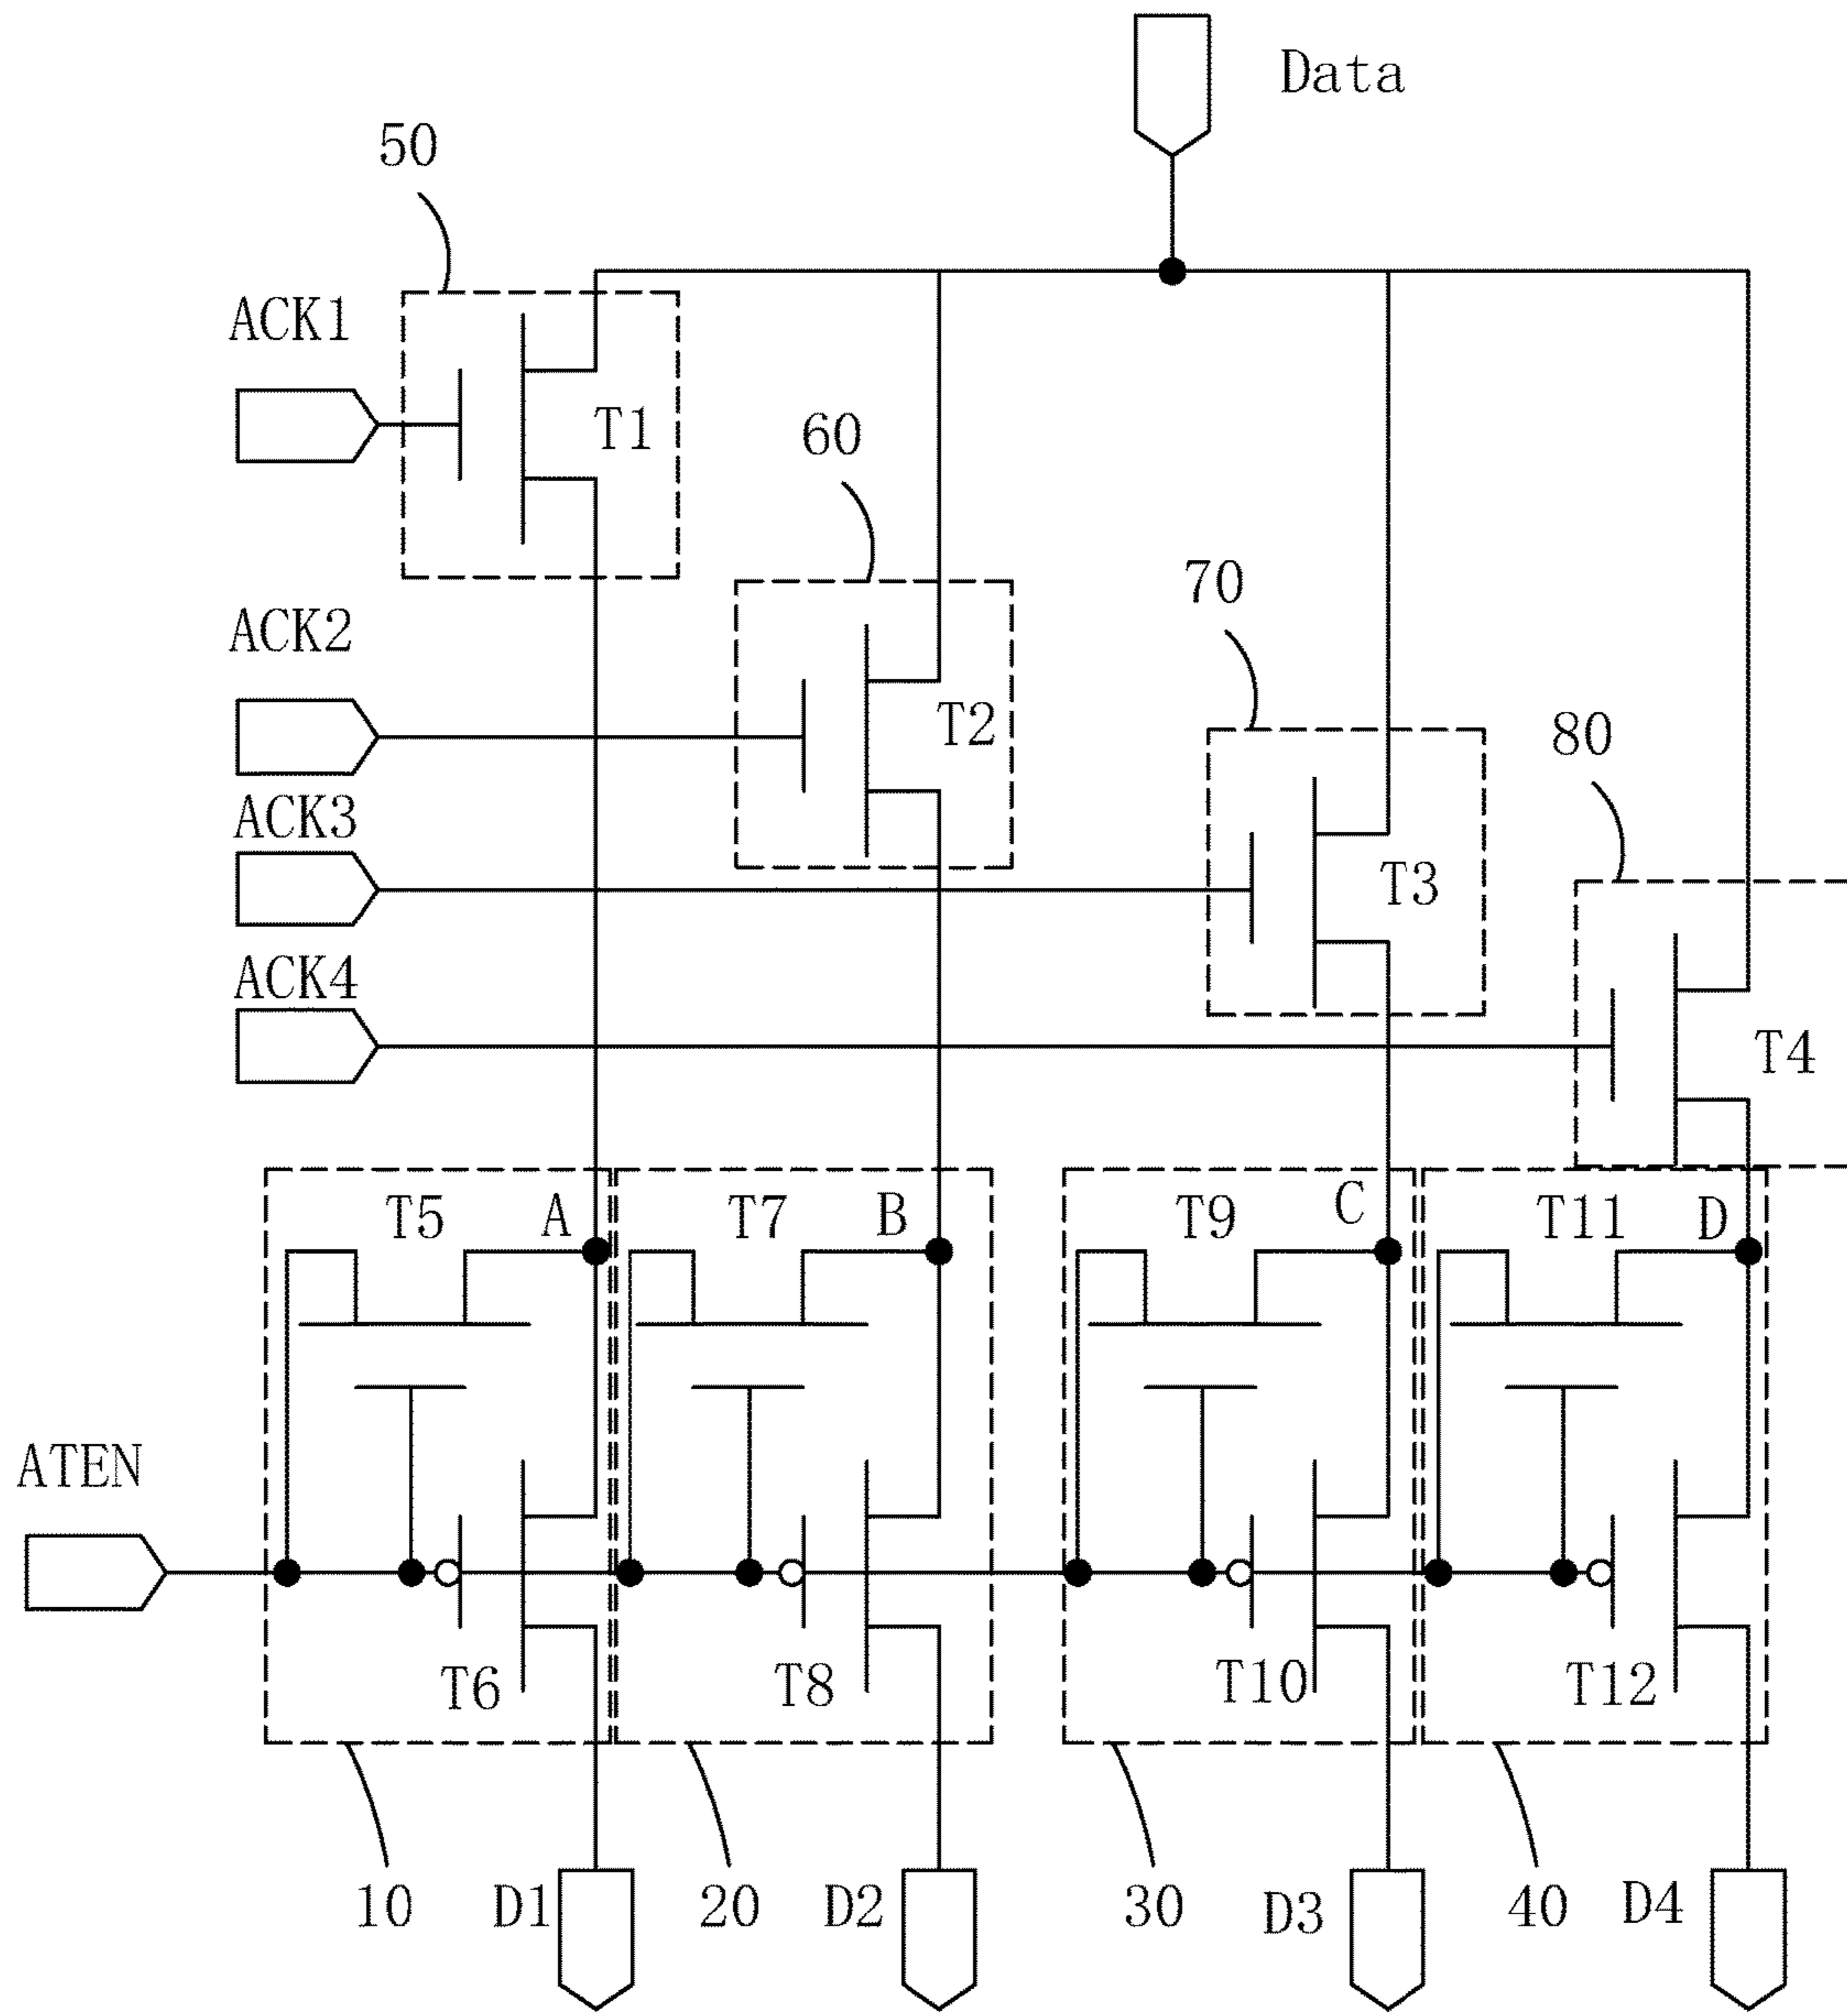 Data
50
ACK1
T1
60
ACK2
T2
70
80
ACK3
T3
ACK4
T4
T5 A T7 B T9 C T11 D
ATEN
T6 T8 T10 T12
10 D1 20 D2 30 D3 40 D4